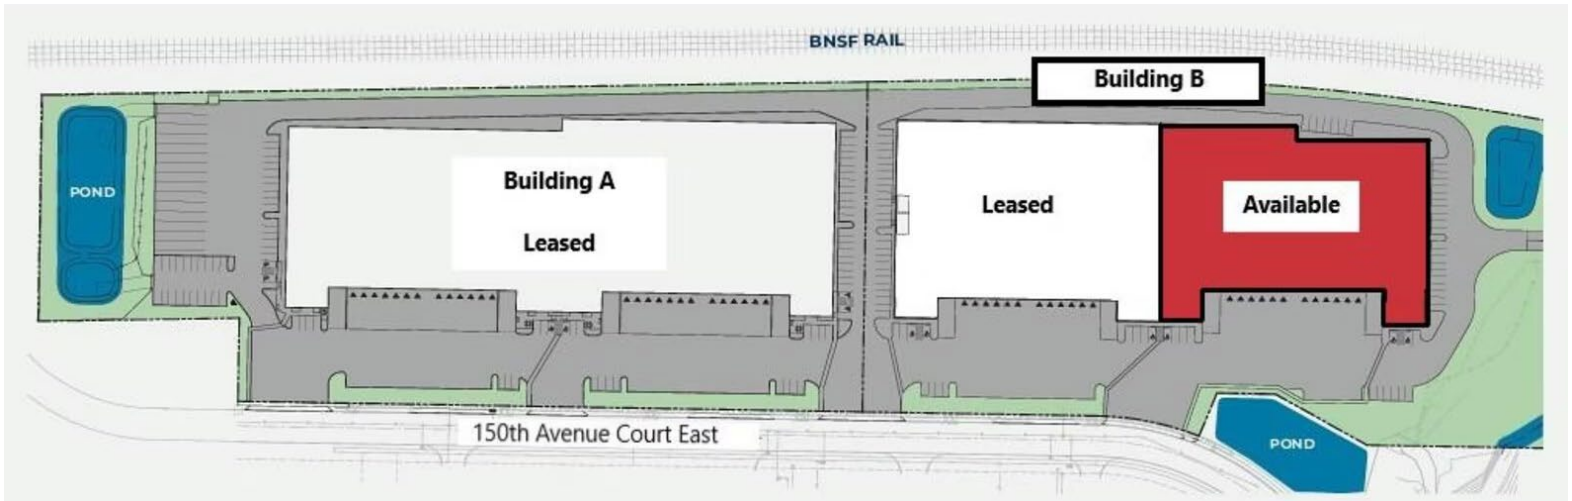 BNSF RAIL
Building B
POND
Building A
Leased
Leased
Available
150th Avenue Court East
POND